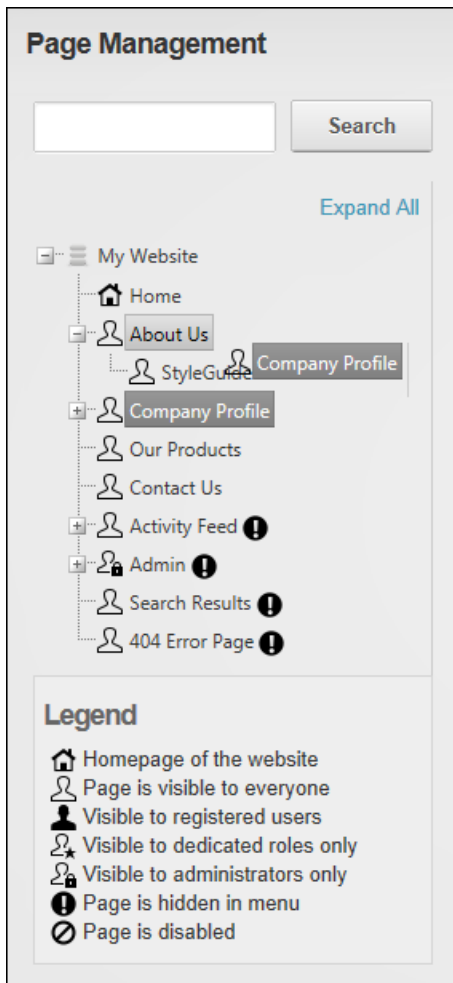 Page Management
Search
Expand All
My Website
Home
About Us
StyleGuide
Company Profile
Company Profile
Our Products
Contact Us
Activity Feed
Admin
Search Results
404 Error Page
Legend
Homepage of the website
Page is visible to everyone
Visible to registered users
Visible to dedicated roles only
Visible to administrators only
Page is hidden in menu
Page is disabled